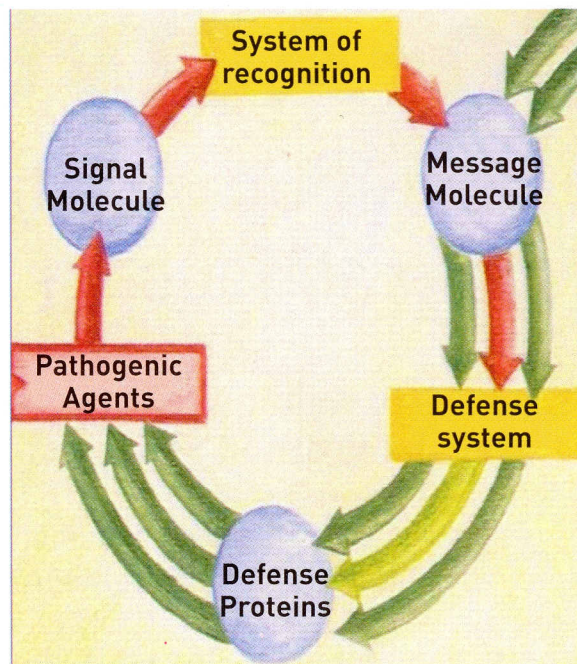 System of
recognition
Signal
Molecule
Message
Molecule
Pathogenic
Agents
Defense
system
Defense
Proteins